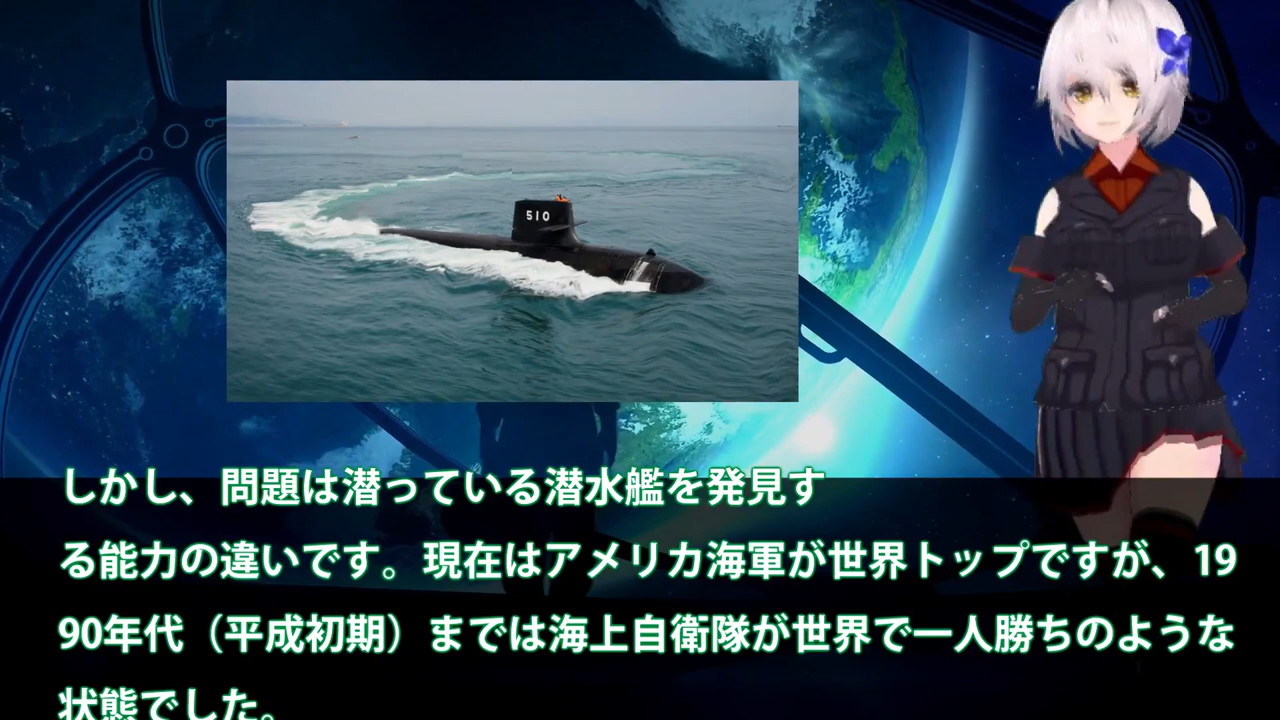 510
しかし、問題は潜っている潜水艦を発見す
る能力の違いです。現在はアメリカ海軍が世界トップですが、19
90年代（平成初期）までは海上自衛隊が世界で一人勝ちのような
状態でした。